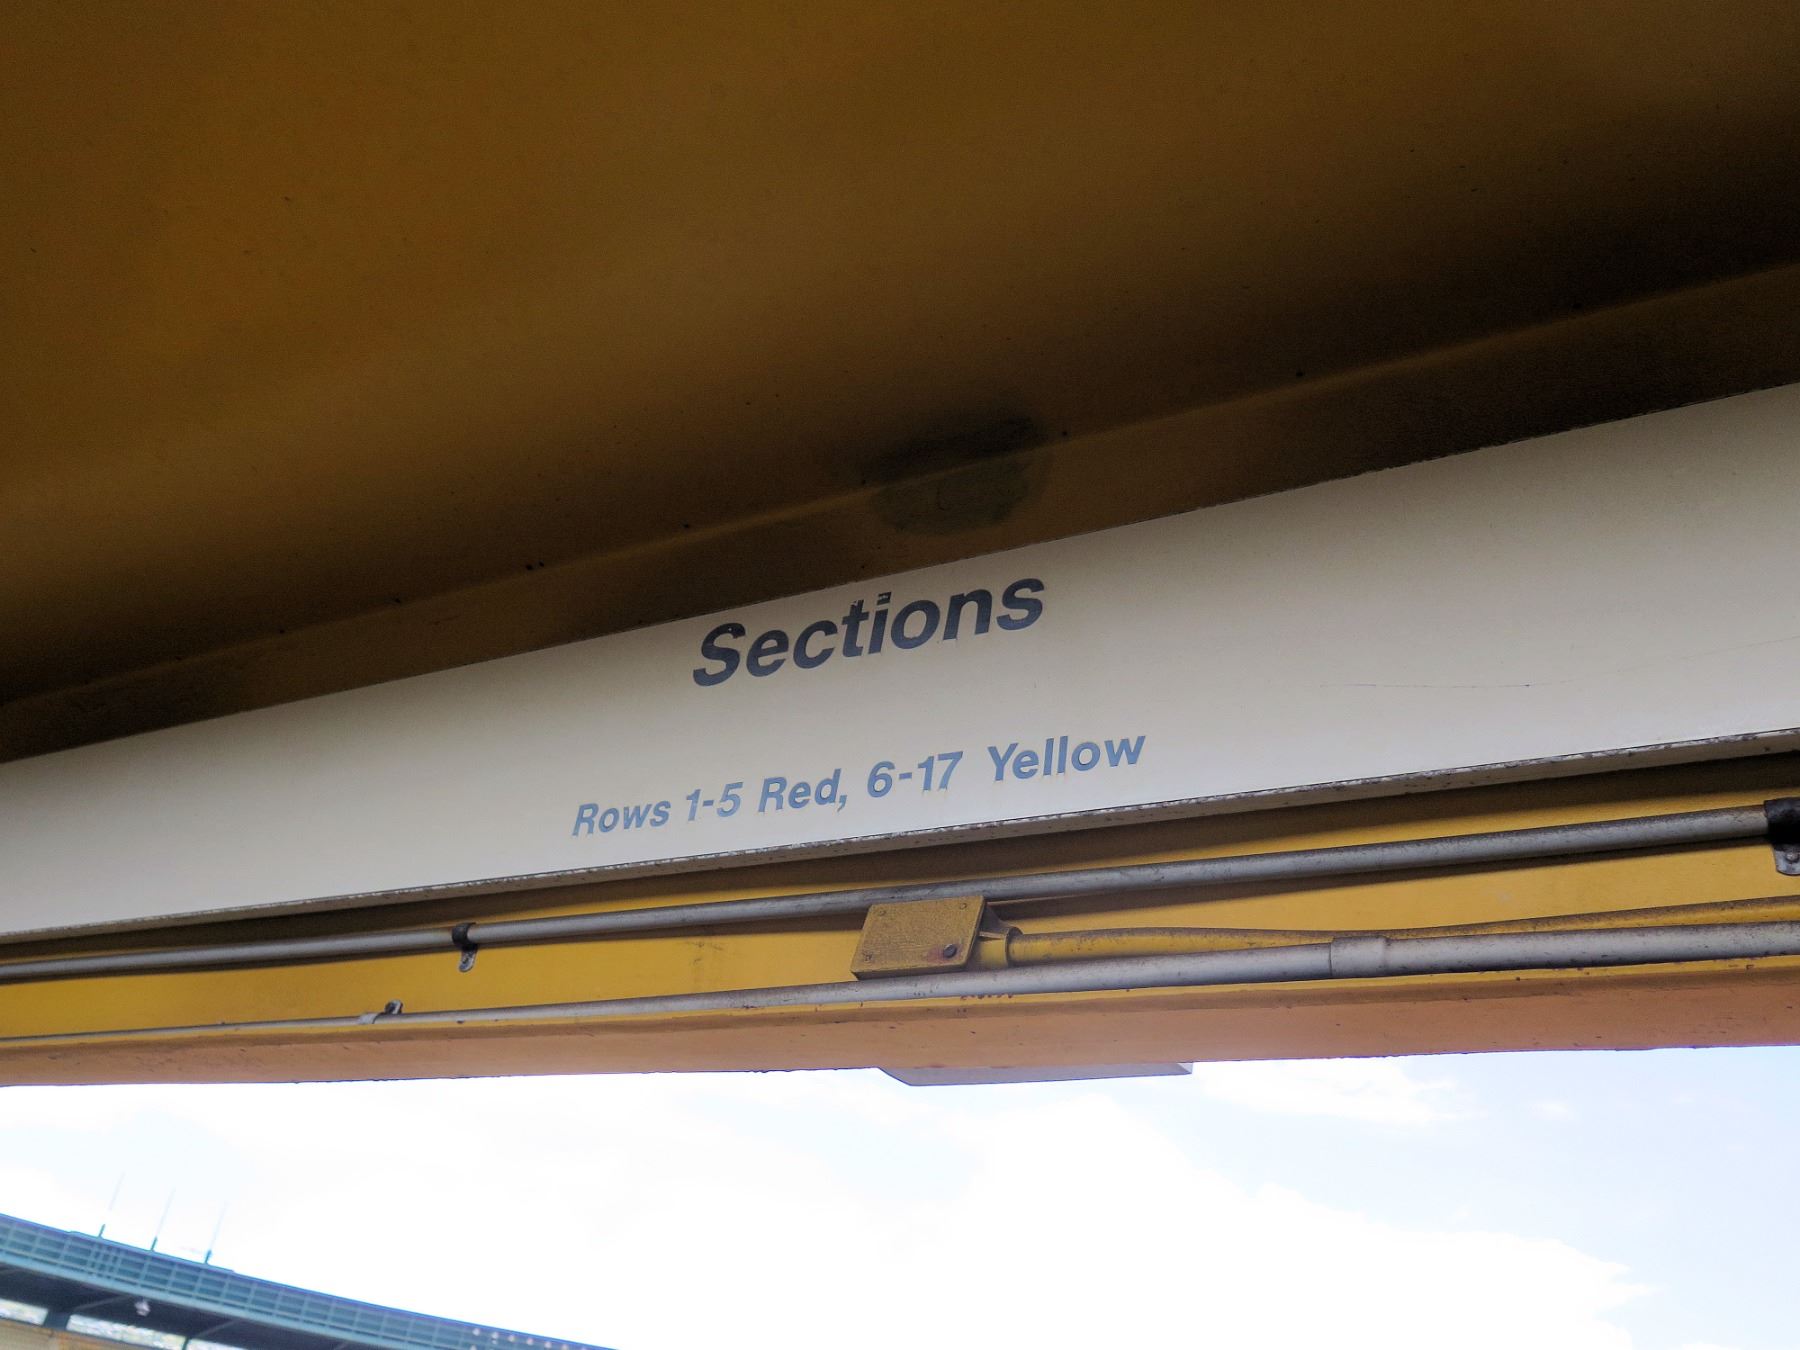 Sections
Rows 1-5 Red, 6-17 Yellow